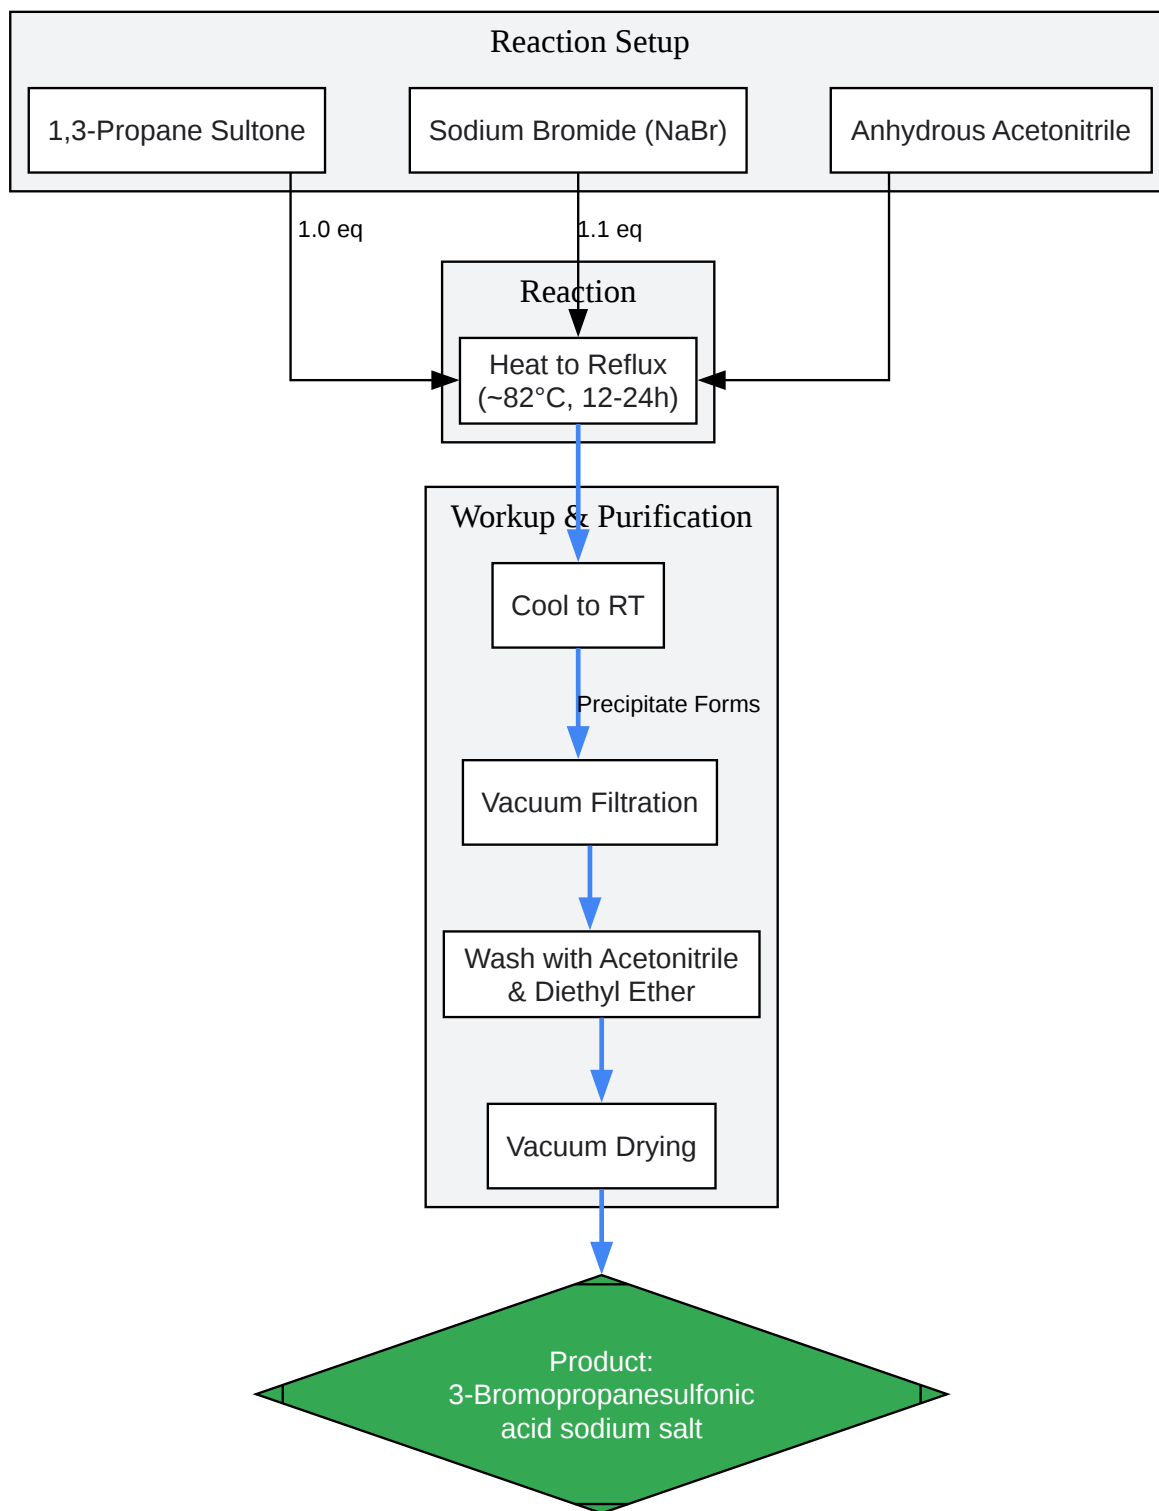 Reaction Setup
1,3-Propane Sultone
Sodium Bromide (NaBr)
Anhydrous Acetonitrile
1.0 eq
1.1 eq
Reaction
Heat to Reflux
(~82°C, 12-24h)
Workup & Purification
Cool to RT
Precipitate Forms
Vacuum Filtration
Wash with Acetonitrile
& Diethyl Ether
Vacuum Drying
Product:
3-Bromopropanesulfonic
acid sodium salt